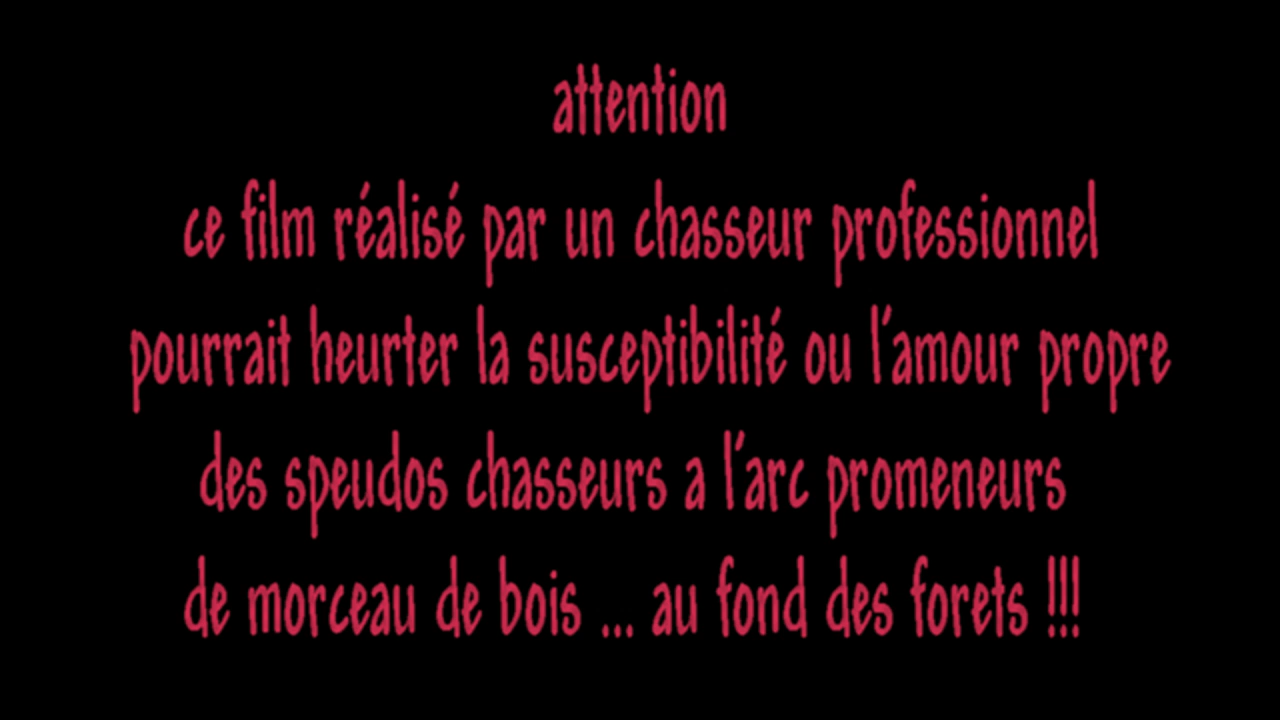 attention
ce film réalisé par un chasseur professionnel
pourrait heurter la susceptibilité ou l'amour propre
des speudos chasseurs a l'arc promeneurs
de morceau de bois ... au fond des forets !!!